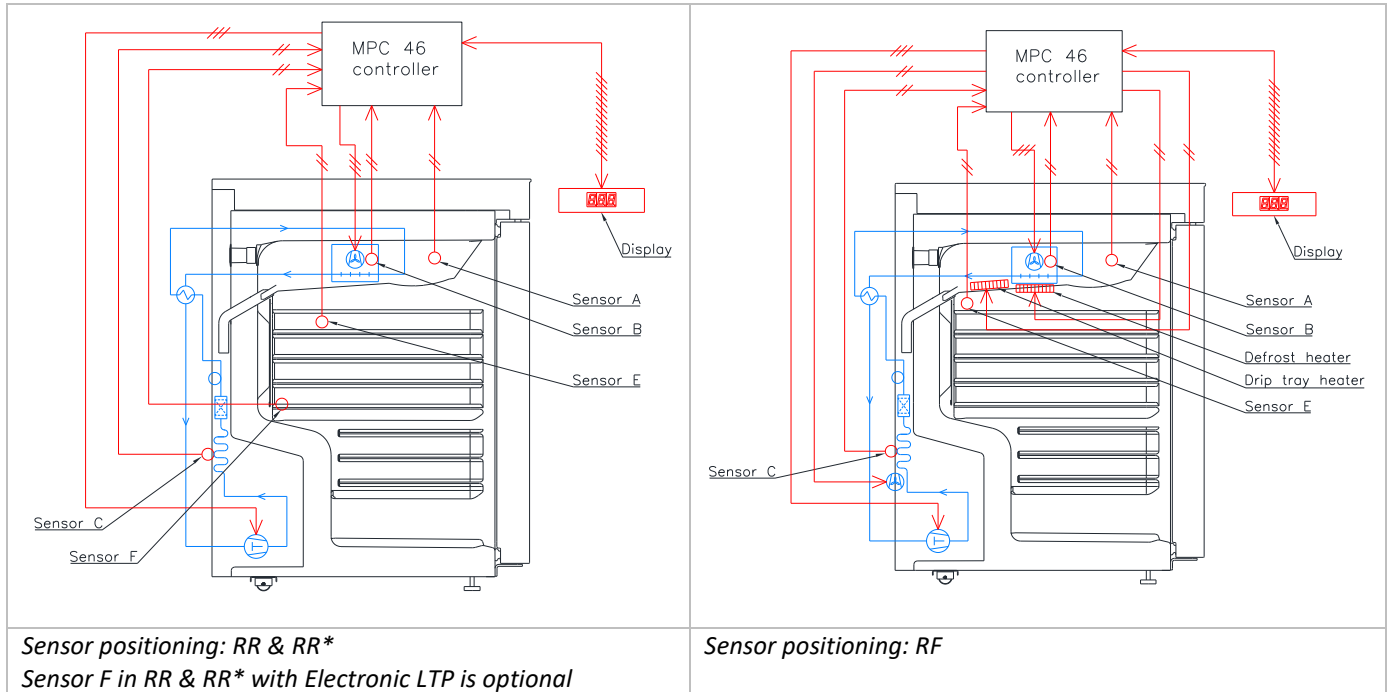 MPC 46
controller
Display
Sensor A
Sensor B
Sensor E
Sensor C
Sensor F
MPC 46
controller
Display
Sensor A
Sensor B
Defrost heater
Drip tray heater
Sensor E
Sensor C
Sensor positioning: RR & RR*
Sensor F in RR & RR* with Electronic LTP is optional
Sensor positioning: RF